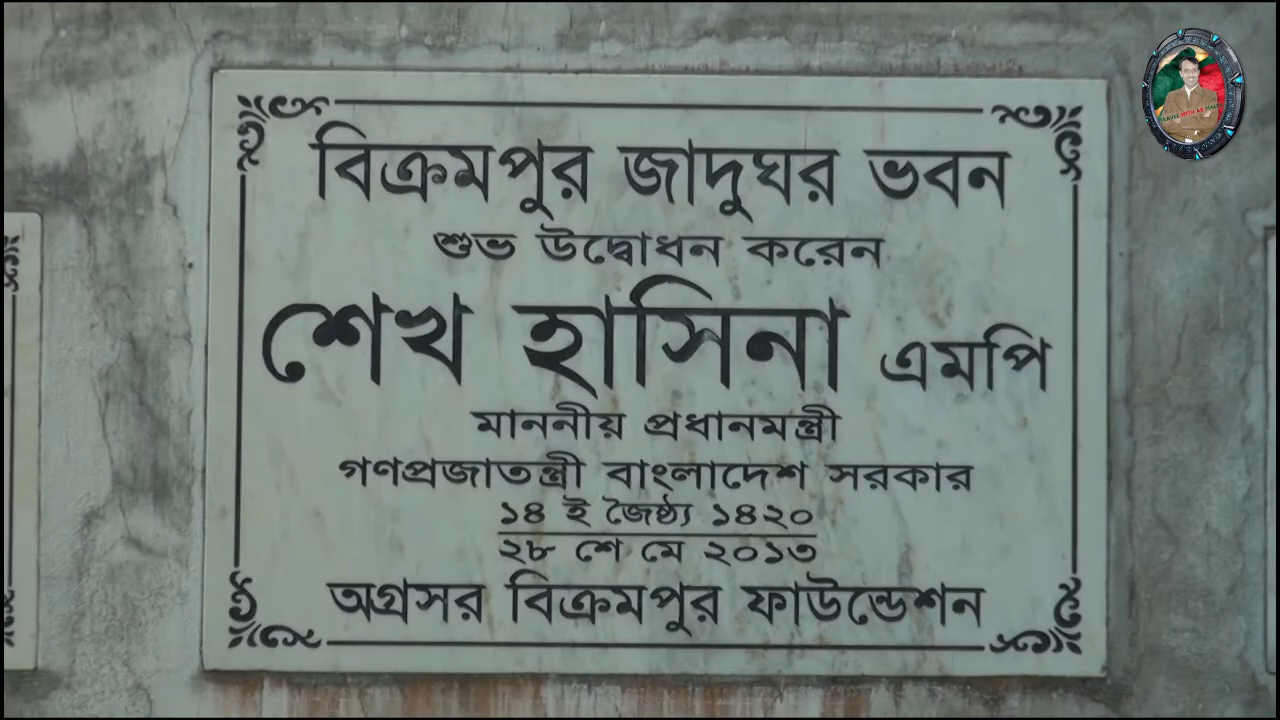 বিক্রমপুর জাদুঘর ভবন
শুভ উদ্বোধন করেন
শেখ হাসিনা এমপি
মাননীয় প্রধানমন্ত্রী
গণপ্রজাতন্ত্রী বাংলাদেশ সরকার
১৪ ই জৈষ্ঠ্য ১৪২০
২৮ শে মে ২০১৩
অগ্রসর বিক্রমপুর ফাউন্ডেশন